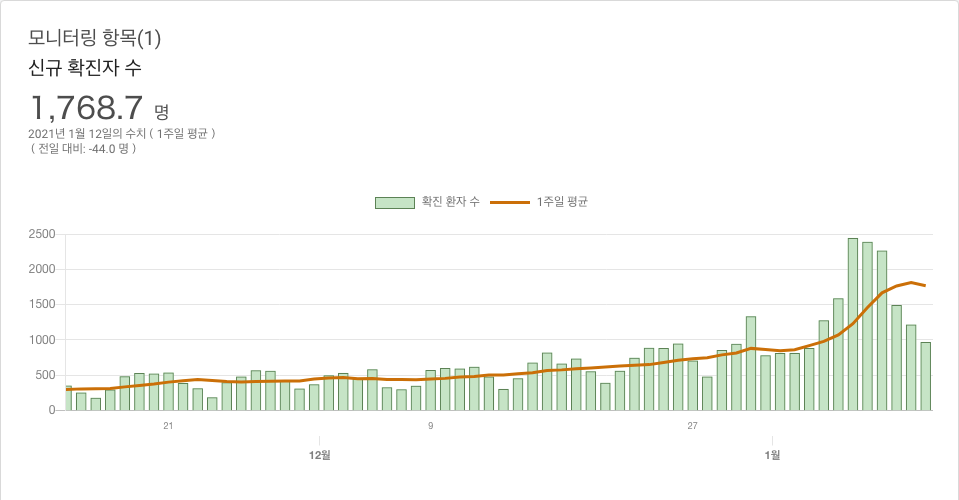 모니터링 항목(1)
신규 확진자 수
1,768.7 명
2021년 1월 12일의 수치 ( 1주일 평균 )
( 전일 대비: -44.0 명 )
확진 환자 수 1주일 평균
2500
2000
1500
1000
500
0
21 9 27
12월 1월